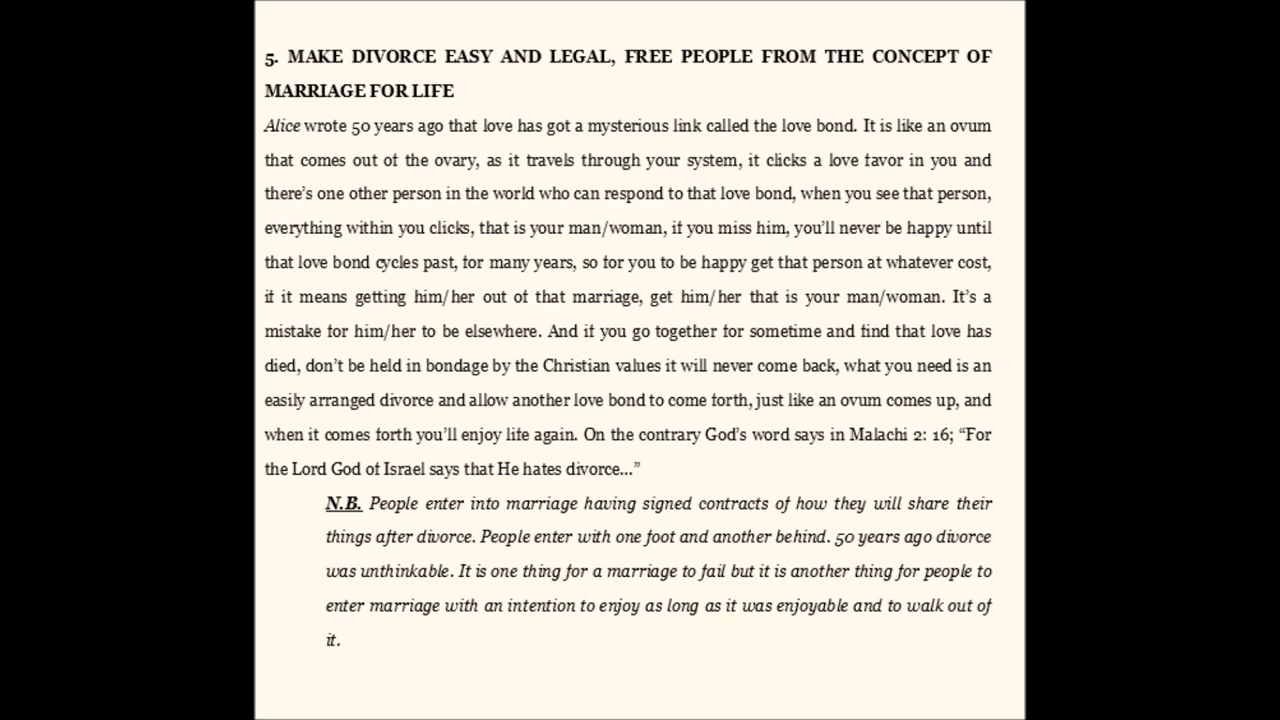 5. MAKE DIVORCE EASY AND LEGAL, FREE PEOPLE FROM THE CONCEPT OF
MARRIAGE FOR LIFE
Alice wrote 50 years ago that love has got a mysterious link called the love bond. It is like an ovum
that comes out of the ovary, as it travels through your system, it clicks a love favor in you and
there's one other person in the world who can respond to that love bond, when you see that person,
everything within you clicks, that is your man/woman, if you miss him, you'll never be happy until
that love bond cycles past, for many years, so for you to be happy get that person at whatever cost,
if it means getting him/her out of that marriage, get him/her that is your man/woman. It's a
mistake for him/her to be elsewhere. And if you go together for sometime and find that love has
died, don't be held in bondage by the Christian values it will never come back, what you need is an
easily arranged divorce and allow another love bond to come forth, just like an ovum comes up, and
when it comes forth you'll enjoy life again. On the contrary God's word says in Malachi 2: 16; “For
the Lord God of Israel says that He hates divorce...”
N.B. People enter into marriage having signed contracts of how they will share their
things after divorce. People enter with one foot and another behind. 50 years ago divorce
was unthinkable. It is one thing for a marriage to fail but it is another thing for people to
enter marriage with an intention to enjoy as long as it was enjoyable and to walk out of
it.